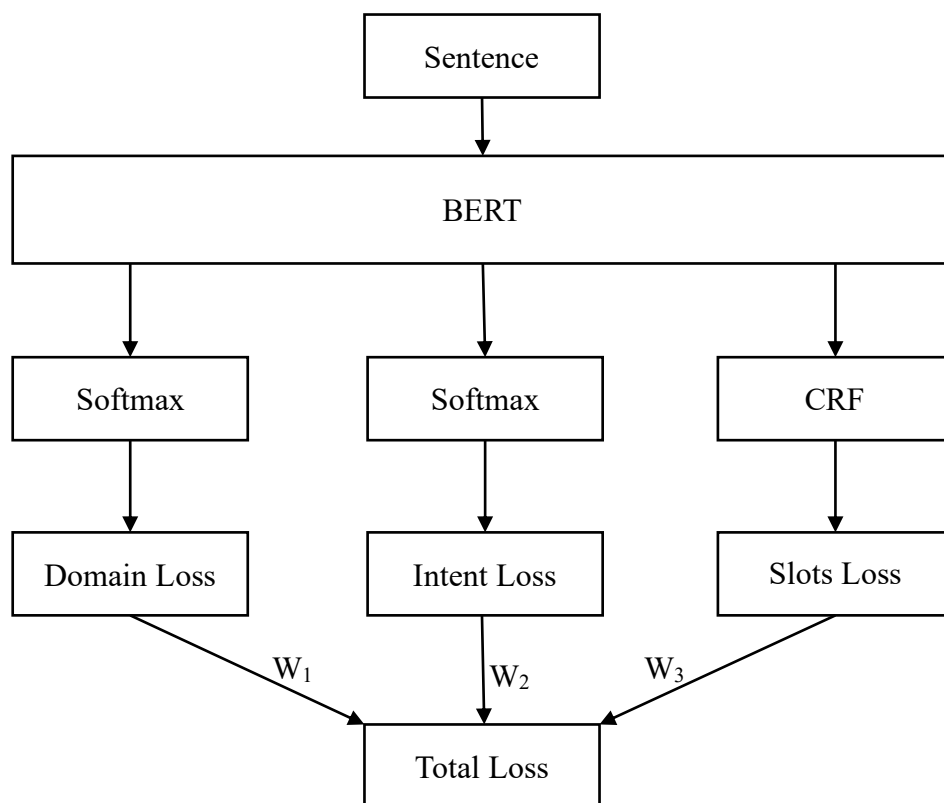 Sentence
BERT
Softmax
Softmax
CRF
Domain Loss
Intent Loss
Slots Loss
W₁
W₂
W₃
Total Loss